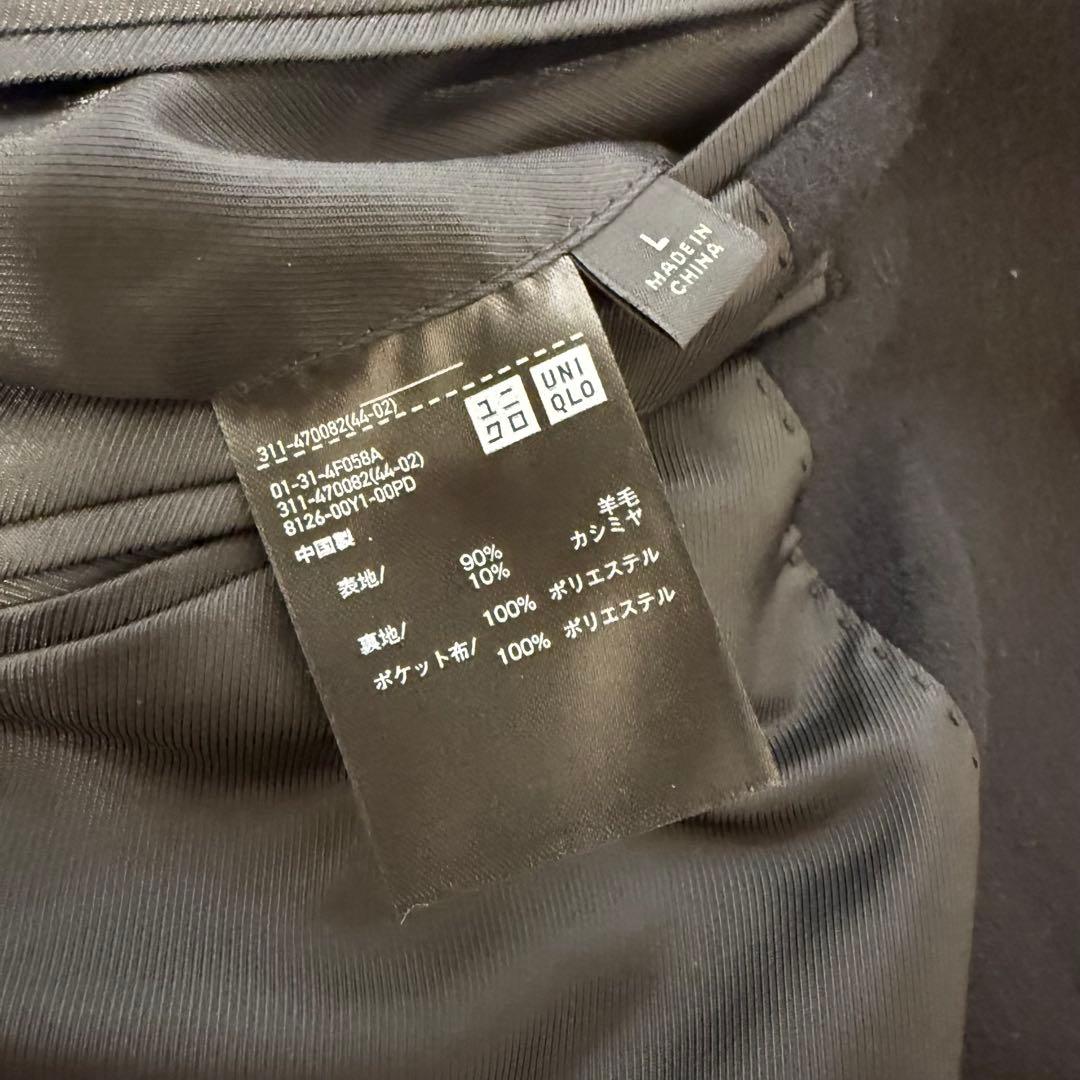 L
MADE IN
CHINA
ユニ
クロ
UNI
QLO
311-470082(44-02)
01-31-4F058A
311-470082(44-02)
8126-00Y1-00PD
中国製
表地/ 90% 羊毛
10% カシミヤ
裏地/ 100% ポリエステル
ポケット布/ 100% ポリエステル